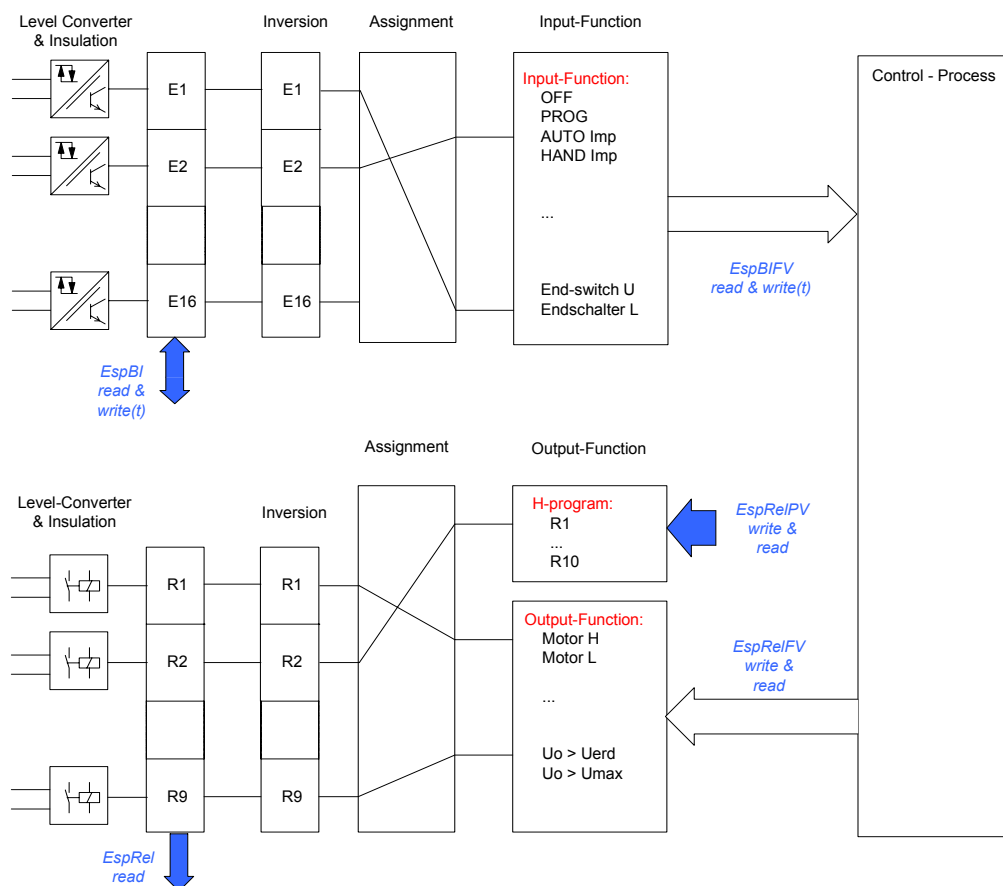 Level Converter
& Insulation
Inversion
Assignment
Input-Function
E1
E2
E16
E1
E2
E16
Input-Function:
OFF
PROG
AUTO Imp
HAND Imp
...
End-switch U
Endschalter L
Control - Process
EspBIFV
read & write(t)
EspBI
read &
write(t)
Assignment
Output-Function
Level-Converter
& Insulation
Inversion
R1
R2
R9
R1
R2
R9
H-program:
R1
...
R10
EspRelPV
write &
read
Output-Function:
Motor H
Motor L
...
Uo > Uerd
Uo > Umax
EspRelFV
write &
read
EspRel
read